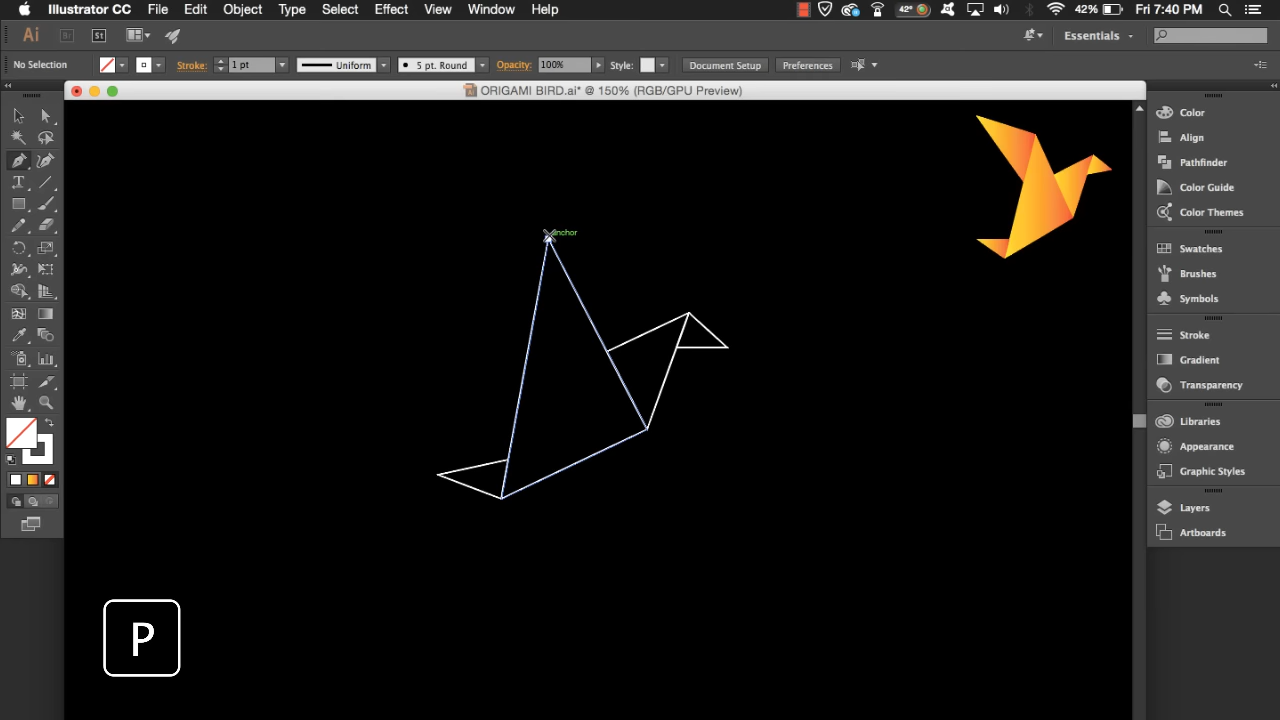 Illustrator CC File Edit Object Type Select Effect View Window Help 42° 42% Fri 7:40 PM
Ai Br St Essentials
No Selection Stroke: 1 pt Uniform 5 pt. Round Opacity: 100% Style: Document Setup Preferences
ORIGAMI BIRD.ai* @ 150% (RGB/GPU Preview)
anchor
T
P
Color
Align
Pathfinder
Color Guide
Color Themes
Swatches
Brushes
Symbols
Stroke
Gradient
Transparency
Libraries
Appearance
Graphic Styles
Layers
Artboards